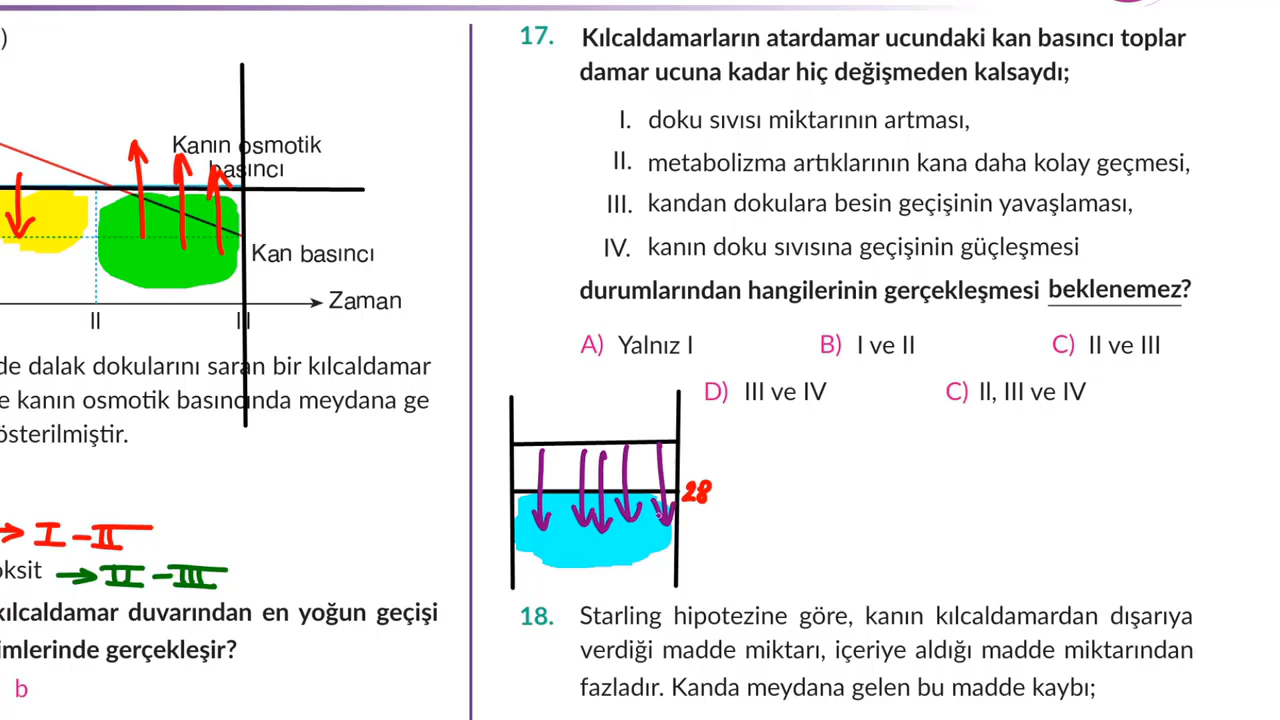 )
Kanın osmotik
basıncı
Kan basıncı
Zaman
II
III
de dalak dokularını saran bir kılcaldamar
e kanın osmotik basıncında meydana ge
österilmiştir.
→ I - II
oksit → II - III
kılcaldamar duvarından en yoğun geçişi
imlerinde gerçekleşir?
b
17. Kılcaldamarların atardamar ucundaki kan basıncı toplar
damar ucuna kadar hiç değişmeden kalsaydı;
I. doku sıvısı miktarının artması,
II. metabolizma artıklarının kana daha kolay geçmesi,
III. kandan dokulara besin geçişinin yavaşlaması,
IV. kanın doku sıvısına geçişinin güçleşmesi
durumlarından hangilerinin gerçekleşmesi beklenemez?
A) Yalnız I B) I ve II C) II ve III
D) III ve IV C) II, III ve IV
28
18. Starling hipotezine göre, kanın kılcaldamardan dışarıya
verdiği madde miktarı, içeriye aldığı madde miktarından
fazladır. Kanda meydana gelen bu madde kaybı;